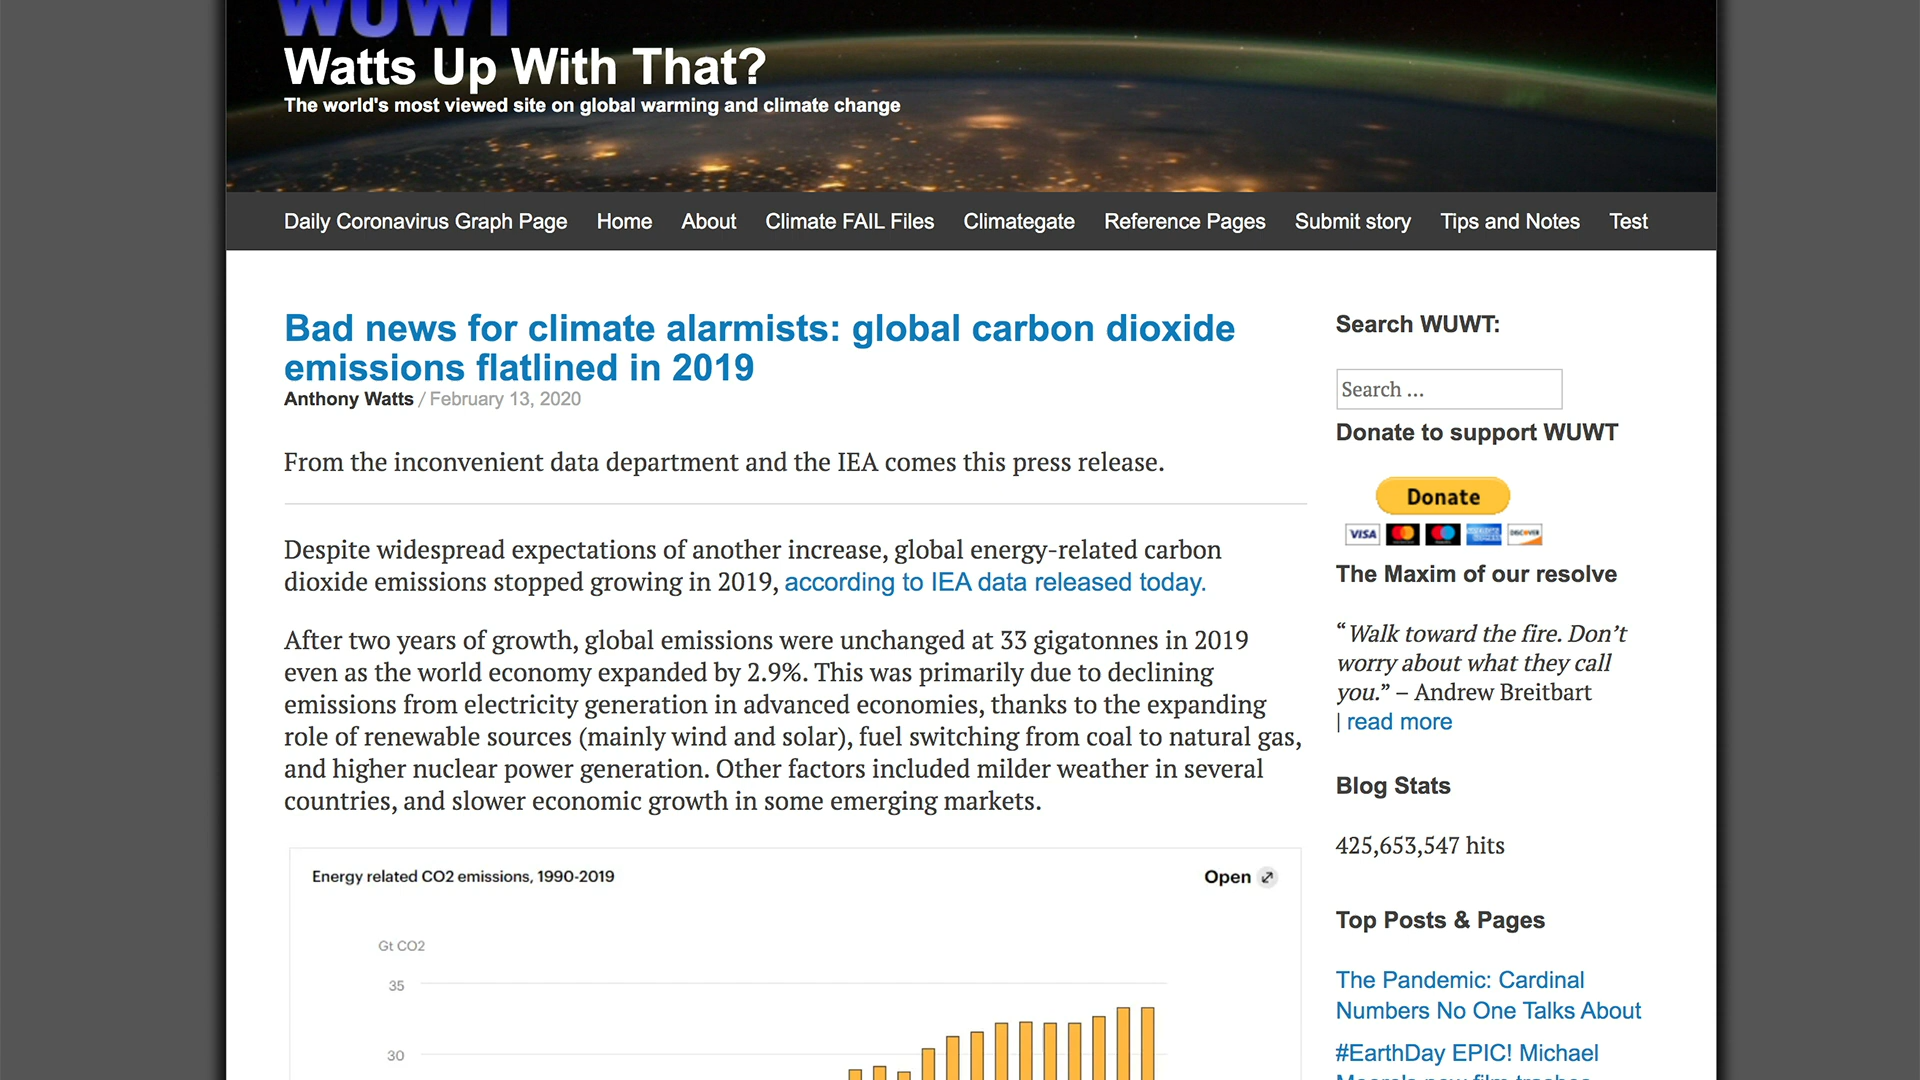 WUWT
Watts Up With That?
The world's most viewed site on global warming and climate change
Daily Coronavirus Graph Page Home About Climate FAIL Files Climategate Reference Pages Submit story Tips and Notes Test
Bad news for climate alarmists: global carbon dioxide
emissions flatlined in 2019
Anthony Watts / February 13, 2020
From the inconvenient data department and the IEA comes this press release.
Despite widespread expectations of another increase, global energy-related carbon
dioxide emissions stopped growing in 2019, according to IEA data released today.
After two years of growth, global emissions were unchanged at 33 gigatonnes in 2019
even as the world economy expanded by 2.9%. This was primarily due to declining
emissions from electricity generation in advanced economies, thanks to the expanding
role of renewable sources (mainly wind and solar), fuel switching from coal to natural gas,
and higher nuclear power generation. Other factors included milder weather in several
countries, and slower economic growth in some emerging markets.
Energy related CO2 emissions, 1990-2019
Open
Gt CO2
35
30
Search WUWT:
Search ...
Donate to support WUWT
Donate
VISA
DISCOVER
The Maxim of our resolve
“Walk toward the fire. Don’t
worry about what they call
you.” – Andrew Breitbart
| read more
Blog Stats
425,653,547 hits
Top Posts & Pages
The Pandemic: Cardinal
Numbers No One Talks About
#EarthDay EPIC! Michael
Moore's new film trashes